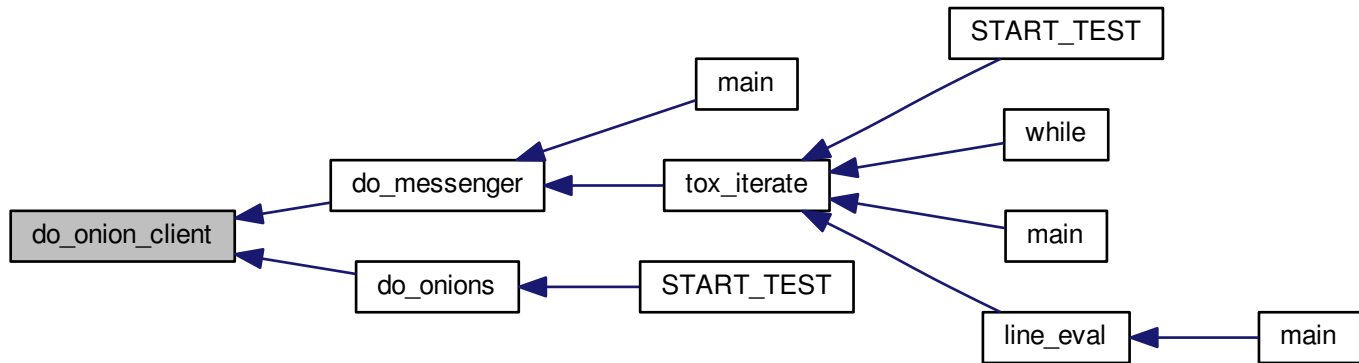 START_TEST
main
while
do_messenger
tox_iterate
do_onion_client
main
do_onions
START_TEST
line_eval
main